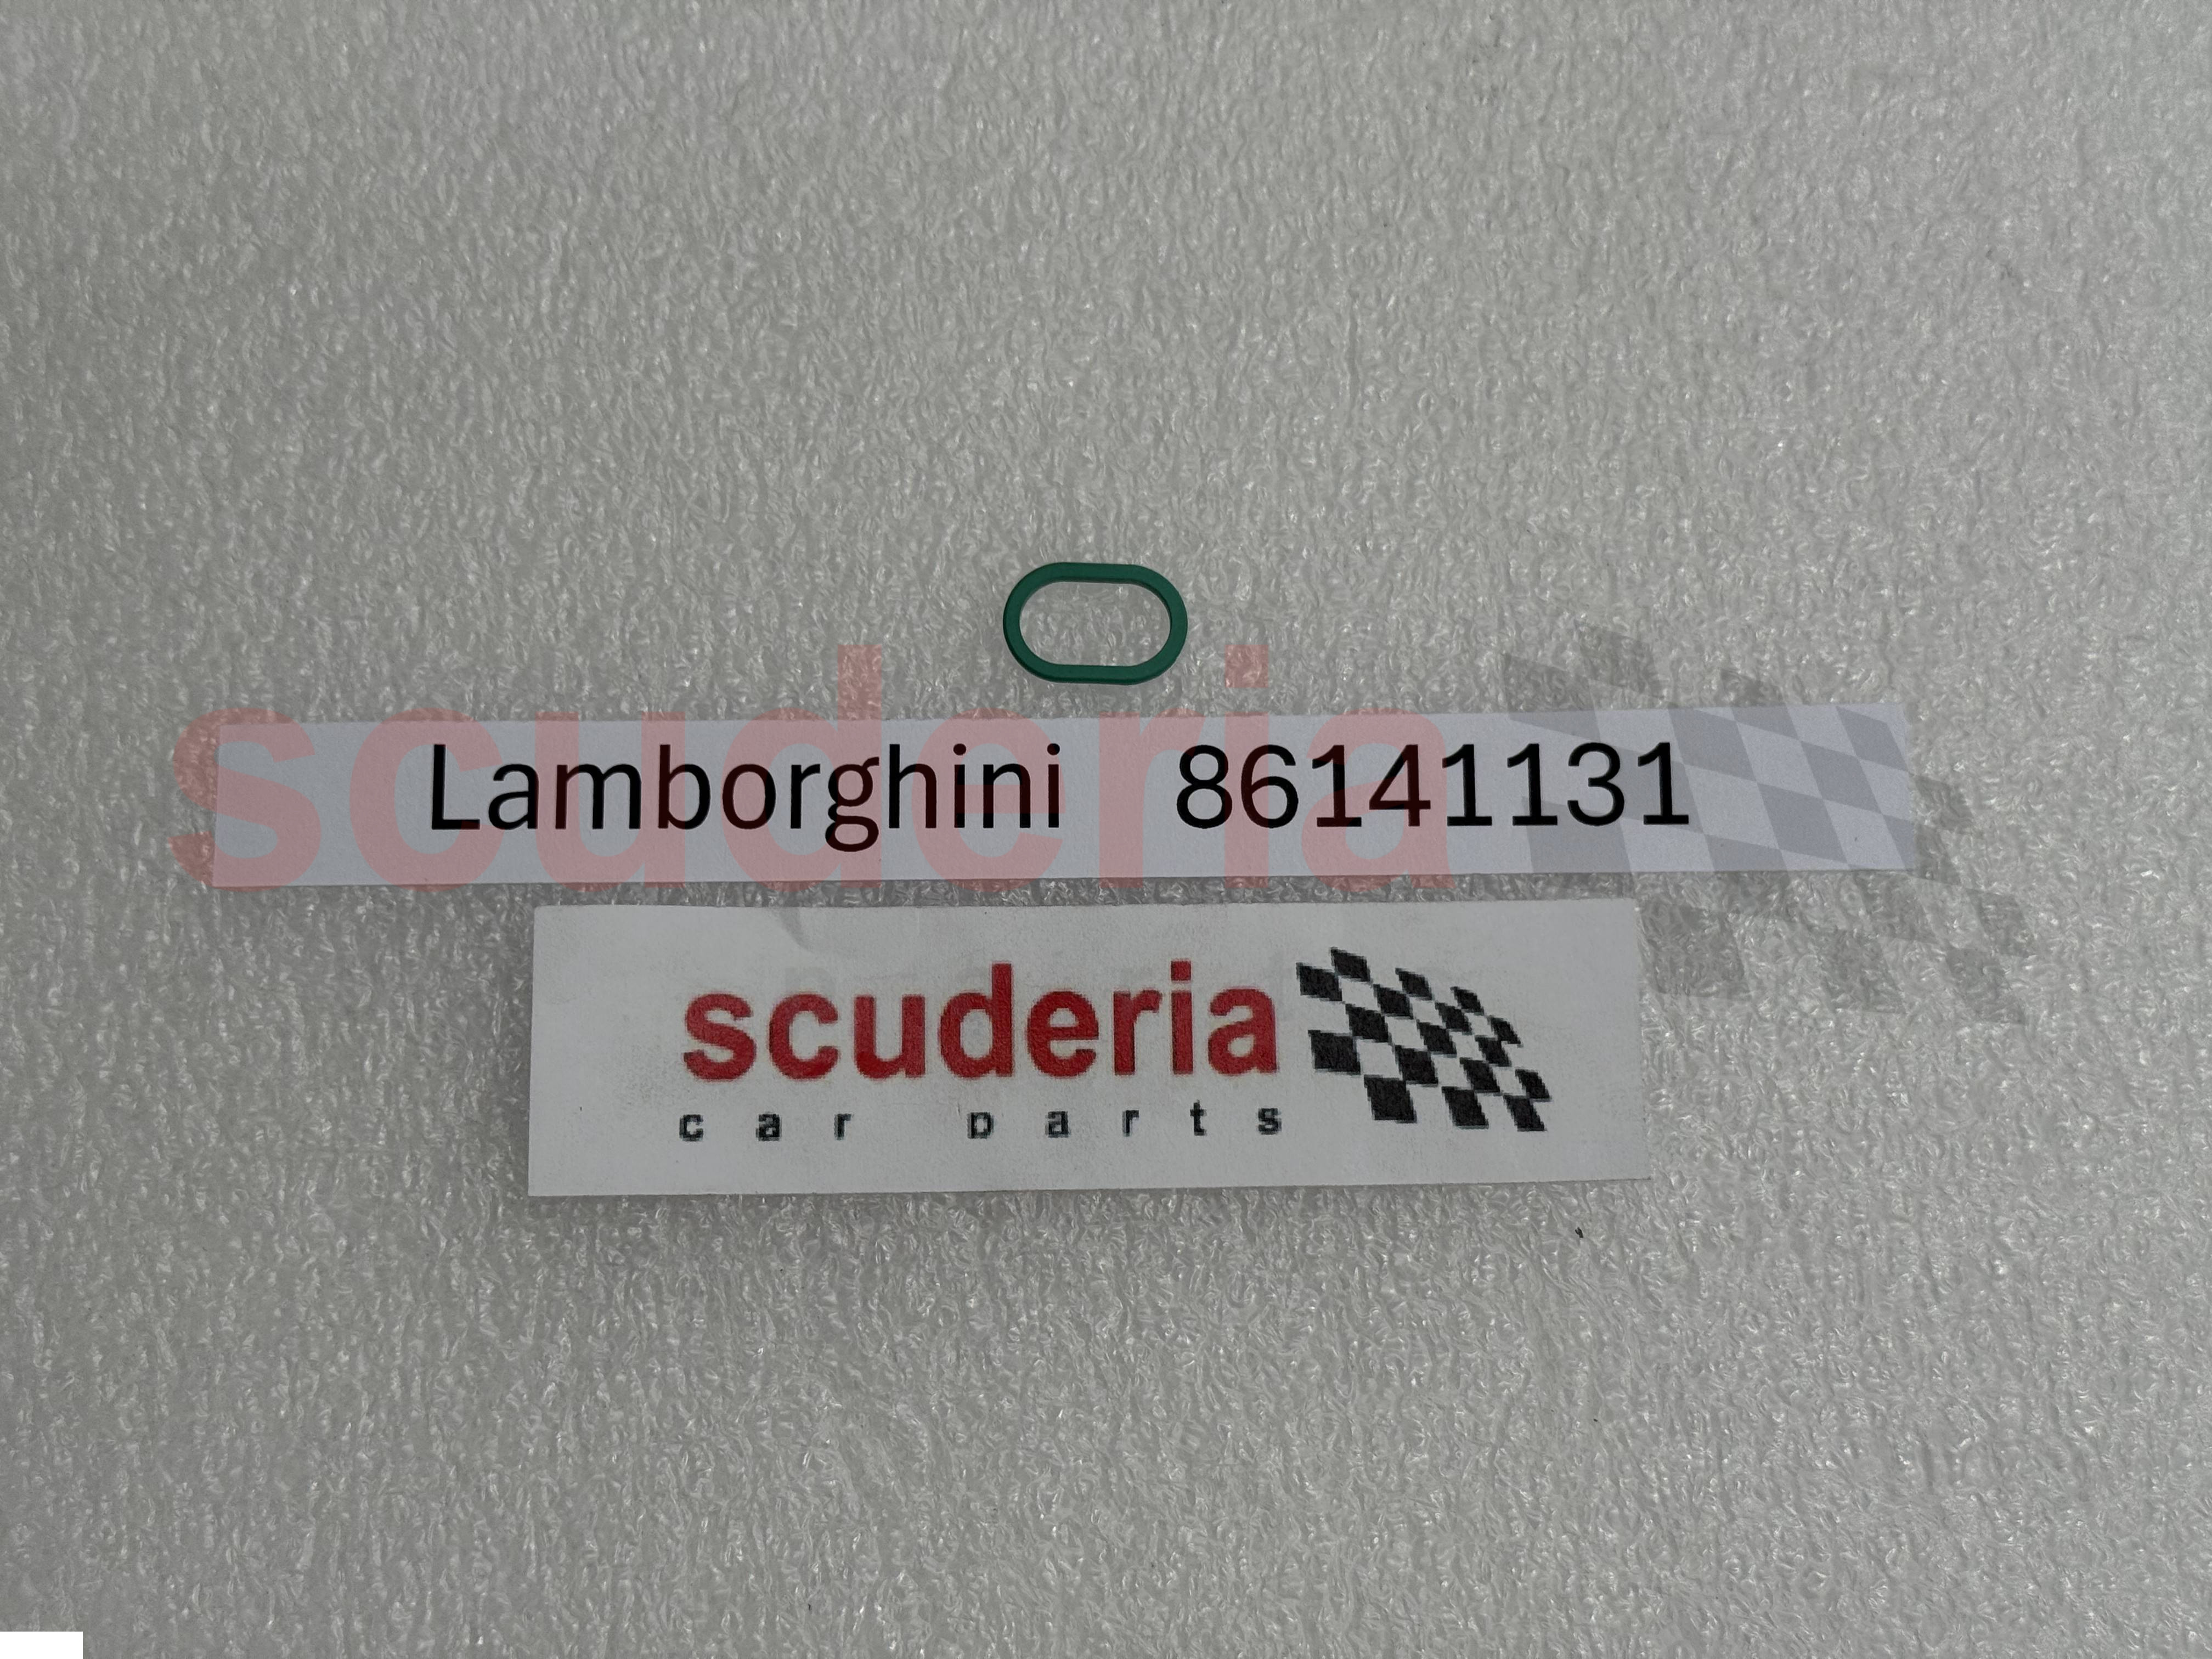 Lamborghini 86141131
scuderia
scuderia
car parts